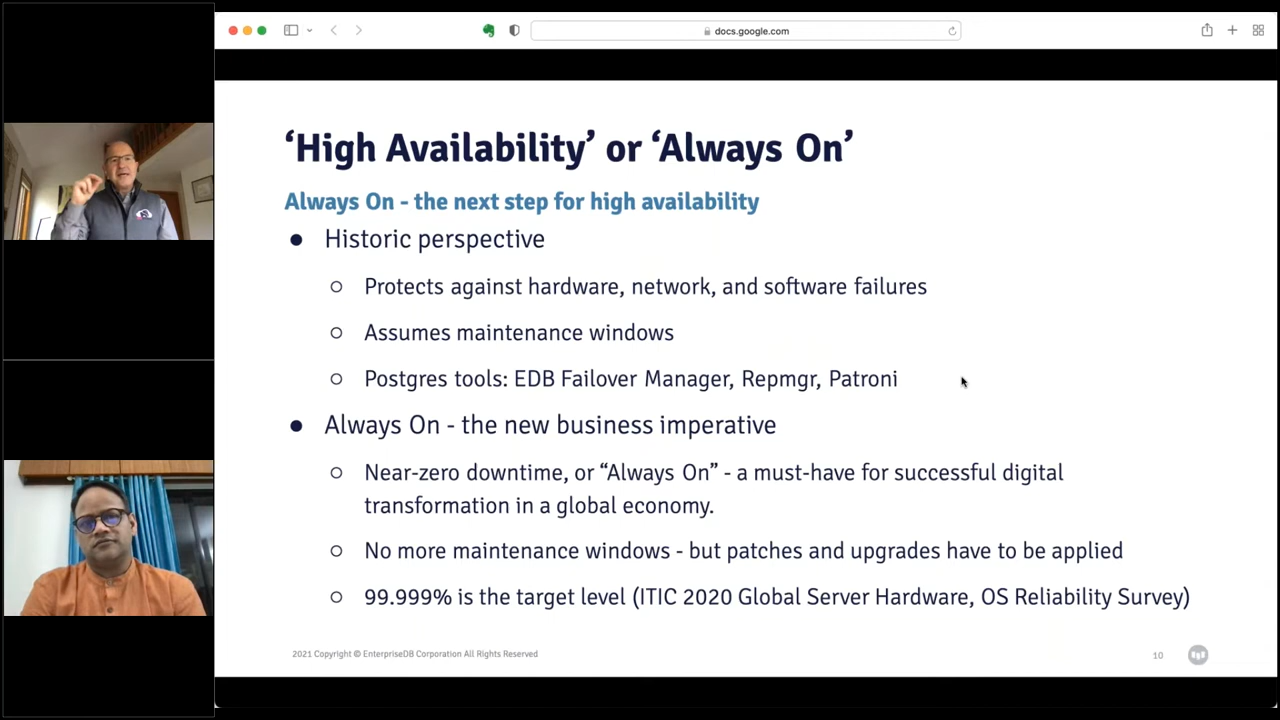 docs.google.com
‘High Availability’ or ‘Always On’
Always On - the next step for high availability
● Historic perspective
○ Protects against hardware, network, and software failures
○ Assumes maintenance windows
○ Postgres tools: EDB Failover Manager, Repmgr, Patroni
● Always On - the new business imperative
○ Near-zero downtime, or “Always On” - a must-have for successful digital
transformation in a global economy.
○ No more maintenance windows - but patches and upgrades have to be applied
○ 99.999% is the target level (ITIC 2020 Global Server Hardware, OS Reliability Survey)
2021 Copyright © EnterpriseDB Corporation All Rights Reserved
10